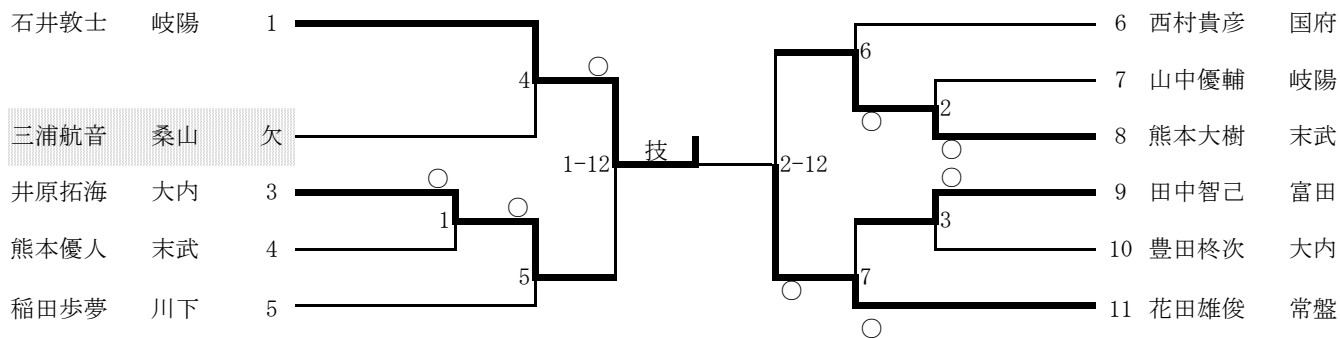 石井敦士 岐陽 1
三浦航音 桑山 欠
井原拓海 大内 3
熊本優人 末武 4
稲田歩夢 川下 5
4 ○
○ 1
○ 5
1-12 技 2-12
6
○ 2 ○
○ 3
○ 7 ○
6 西村貴彦 国府
7 山中優輔 岐陽
8 熊本大樹 末武
9 田中智己 富田
10 豊田柊次 大内
11 花田雄俊 常盤